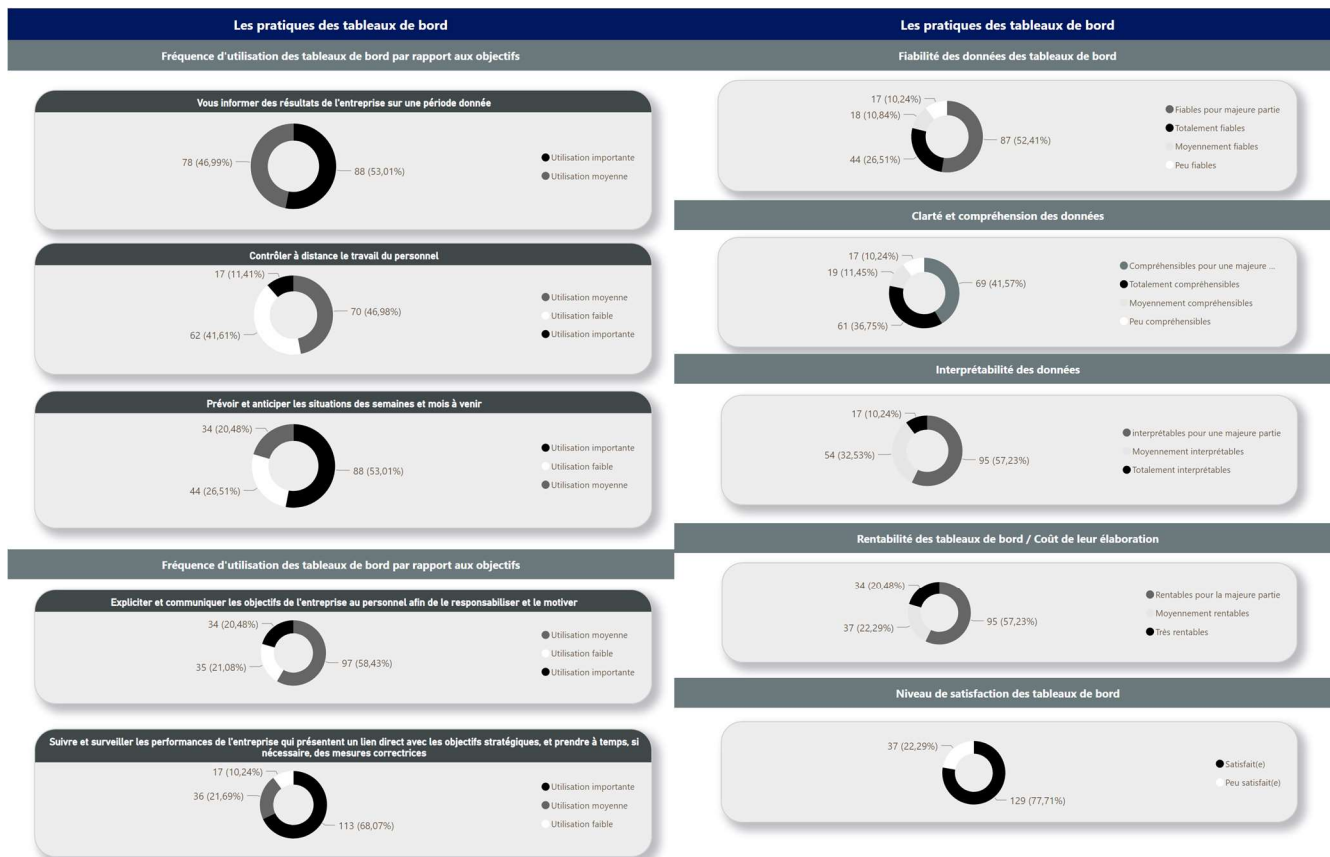 Les pratiques des tableaux de bord
Fréquence d'utilisation des tableaux de bord par rapport aux objectifs
Vous informer des résultats de l'entreprise sur une période donnée
78 (46,99%)
88 (53,01%)
Utilisation importante
Utilisation moyenne
Contrôler à distance le travail du personnel
17 (11,41%)
62 (41,61%)
70 (46,98%)
Utilisation moyenne
Utilisation faible
Utilisation importante
Prévoir et anticiper les situations des semaines et mois à venir
34 (20,48%)
44 (26,51%)
88 (53,01%)
Utilisation importante
Utilisation faible
Utilisation moyenne
Fréquence d'utilisation des tableaux de bord par rapport aux objectifs
Expliciter et communiquer les objectifs de l'entreprise au personnel afin de le responsabiliser et le motiver
34 (20,48%)
35 (21,08%)
97 (58,43%)
Utilisation moyenne
Utilisation faible
Utilisation importante
Suivre et surveiller les performances de l'entreprise qui présentent un lien direct avec les objectifs stratégiques, et prendre à temps, si
nécessaire, des mesures correctrices
17 (10,24%)
36 (21,69%)
113 (68,07%)
Utilisation importante
Utilisation moyenne
Utilisation faible
Les pratiques des tableaux de bord
Fiabilité des données des tableaux de bord
17 (10,24%)
18 (10,84%)
44 (26,51%)
87 (52,41%)
Fiables pour majeure partie
Totalement fiables
Moyennement fiables
Peu fiables
Clarté et compréhension des données
17 (10,24%)
19 (11,45%)
61 (36,75%)
69 (41,57%)
Compréhensibles pour une majeure ...
Totalement compréhensibles
Moyennement compréhensibles
Peu compréhensibles
Interprétabilité des données
17 (10,24%)
54 (32,53%)
95 (57,23%)
interprétables pour une majeure partie
Moyennement interprétables
Totalement interprétables
Rentabilité des tableaux de bord / Coût de leur élaboration
34 (20,48%)
37 (22,29%)
95 (57,23%)
Rentables pour la majeure partie
Moyennement rentables
Très rentables
Niveau de satisfaction des tableaux de bord
37 (22,29%)
129 (77,71%)
Satisfait(e)
Peu satisfait(e)